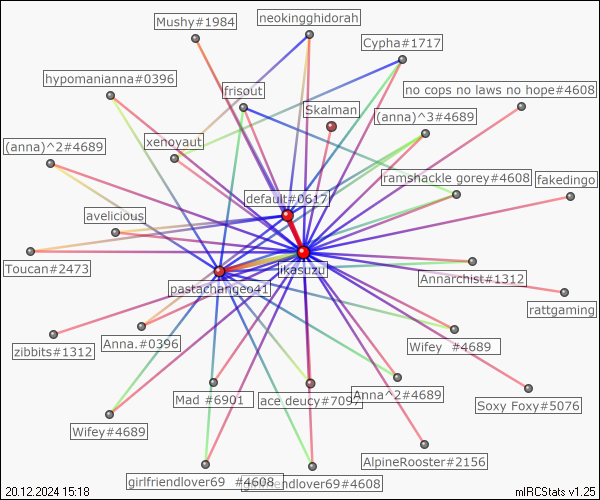 Mushy#1984
neokingghidorah
Cypha#1717
hypomanianna#0396
frisout
no cops no laws no hope#4608
Skalman
(anna)^3#4689
xenoyaut
(anna)^2#4689
ramshackle gorey#4608
fakedingo
default#0617
avelicious
Toucan#2473
ikasuzu
Annarchist#1312
pastachangeo41
rattgaming
zibbits#1312
Anna.#0396
Wifey #4689
Mad #6901
ace deucy#7097
Anna^2#4689
Soxy Foxy#5076
Wifey#4689
AlpineRooster#2156
girlfriendlover69 #4608
girlfriendlover69#4608
20.12.2024 15:18
mIRCStats v1.25